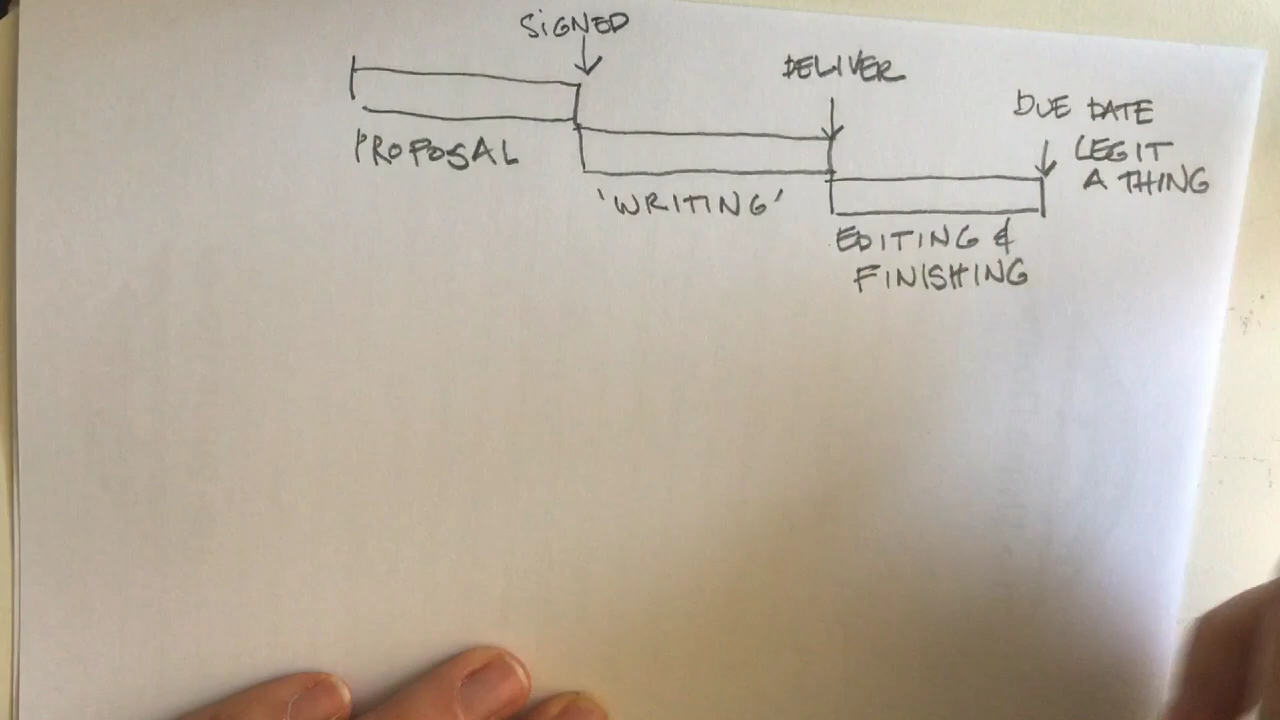 SiGNED
DELIVER
DUE DATE
LEGIT
A THING
PROPOSAL
'WRITING'
EDITING &
FINISHING